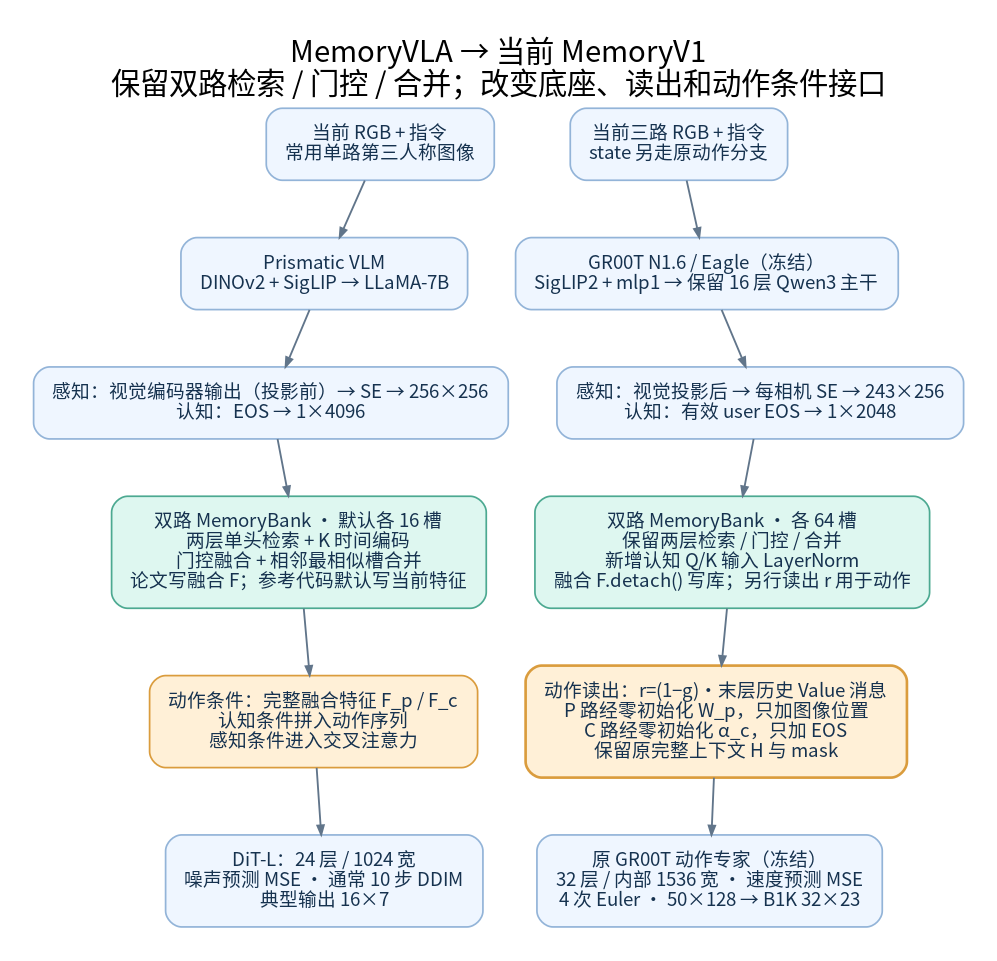 MemoryVLA → 当前 MemoryV1
保留双路检索 / 门控 / 合并；改变底座、读出和动作条件接口
当前 RGB + 指令
常用单路第三人称图像
当前三路 RGB + 指令
state 另走原动作分支
Prismatic VLM
DINOv2 + SigLIP → LLaMA-7B
GR00T N1.6 / Eagle（冻结）
SigLIP2 + mlp1 → 保留 16 层 Qwen3 主干
感知：视觉编码器输出（投影前）→ SE → 256×256
认知：EOS → 1×4096
感知：视觉投影后 → 每相机 SE → 243×256
认知：有效 user EOS → 1×2048
双路 MemoryBank · 默认各 16 槽
两层单头检索 + K 时间编码
门控融合 + 相邻最相似槽合并
论文写融合 F；参考代码默认写当前特征
双路 MemoryBank · 各 64 槽
保留两层检索 / 门控 / 合并
新增认知 Q/K 输入 LayerNorm
融合 F.detach() 写库；另行读出 r 用于动作
动作条件：完整融合特征 F_p / F_c
认知条件拼入动作序列
感知条件进入交叉注意力
动作读出：r=(1−g)·末层历史 Value 消息
P 路经零初始化 W_p，只加图像位置
C 路经零初始化 α_c，只加 EOS
保留原完整上下文 H 与 mask
DiT-L：24 层 / 1024 宽
噪声预测 MSE · 通常 10 步 DDIM
典型输出 16×7
原 GR00T 动作专家（冻结）
32 层 / 内部 1536 宽 · 速度预测 MSE
4 次 Euler · 50×128 → B1K 32×23